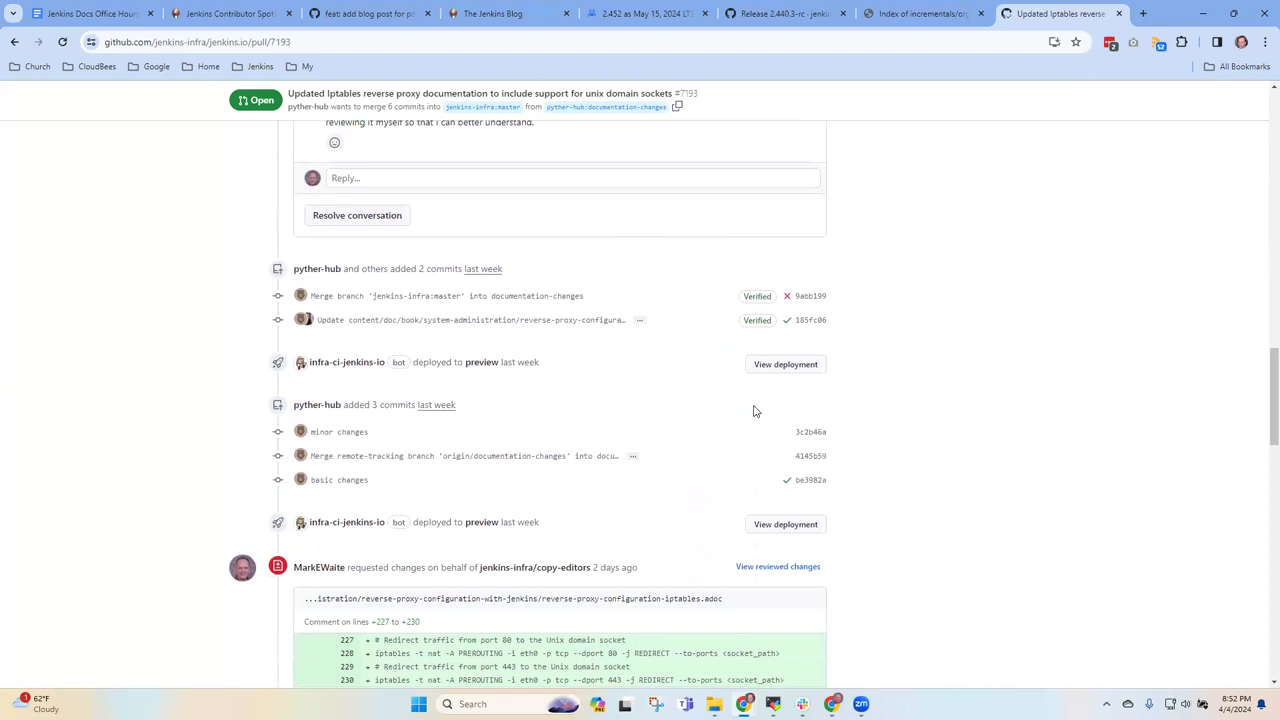 Jenkins Doc Office Hours
Jenkins Infra
Jenkins Blog
2.452 as May 15, 2024 LTS
Release 2.440.3-rc · jenki
Index of incrementals/org
Updated Iptables reverse
github.com/jenkins-infra/jenkins.io/pull/7193
Church
CloudBees
Google
Home
Jenkins
My
All Bookmarks
Open
Updated Iptables reverse proxy documentation to include support for unix domain sockets #7193
pyther-hub wants to merge 6 commits into jenkins-infra:master from pyther-hub:documentation-changes
reviewing it myself so that i can better understand.
Reply...
Resolve conversation
pyther-hub and others added 2 commits last week
Merge branch 'jenkins-infra:master' into documentation-changes Verified 9abb199
Update content/doc/book/system-administration/reverse-proxy-configura… ... Verified 185fc06
infra-ci-jenkins-io bot deployed to preview last week View deployment
pyther-hub added 3 commits last week
minor changes 3c2b46a
Merge remote-tracking branch 'origin/documentation-changes' into docu… ... 4145b59
basic changes be3982a
infra-ci-jenkins-io bot deployed to preview last week View deployment
MarkEWaite requested changes on behalf of jenkins-infra/copy-editors 2 days ago View reviewed changes
...istration/reverse-proxy-configuration-with-jenkins/reverse-proxy-configuration-iptables.adoc
Comment on lines +227 to +230
227 + # Redirect traffic from port 80 to the Unix domain socket
228 + iptables -t nat -A PREROUTING -i eth0 -p tcp --dport 80 -j REDIRECT --to-ports <socket_path>
229 + # Redirect traffic from port 443 to the Unix domain socket
230 + iptables -t nat -A PREROUTING -i eth0 -p tcp --dport 443 -j REDIRECT --to-ports <socket_path>
62°F
Cloudy
Search
8:52 PM
4/4/2024